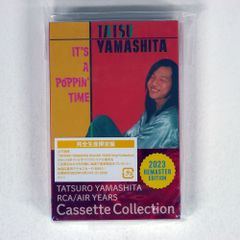 TATSU
YAMASHITA
IT'S
A
POPPIN'
TIME
完全生産限定盤
2023
REMASTER
EDITION
TATSURO YAMASHITA
RCA/AIR YEARS
Cassette Collection